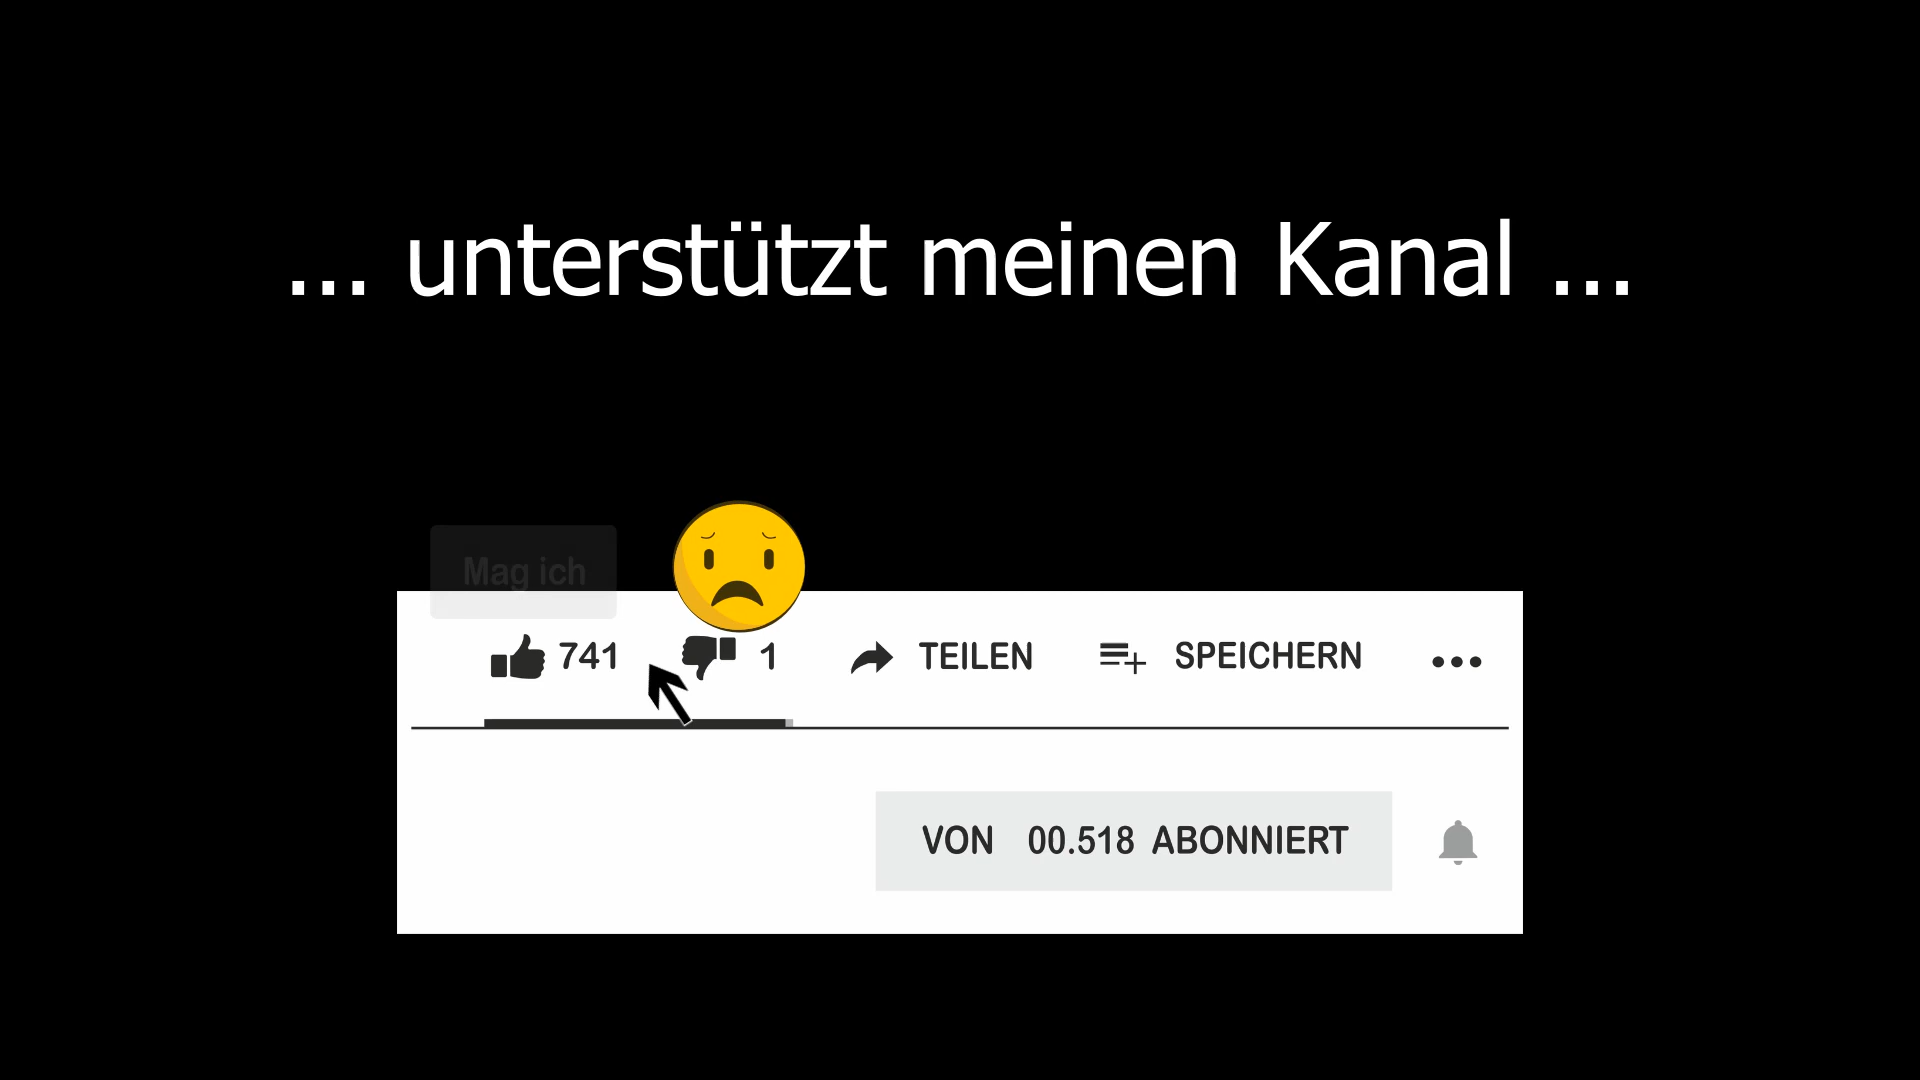 ... unterstützt meinen Kanal ...
Mag ich
741 1 TEILEN SPEICHERN
VON 00.518 ABONNIERT